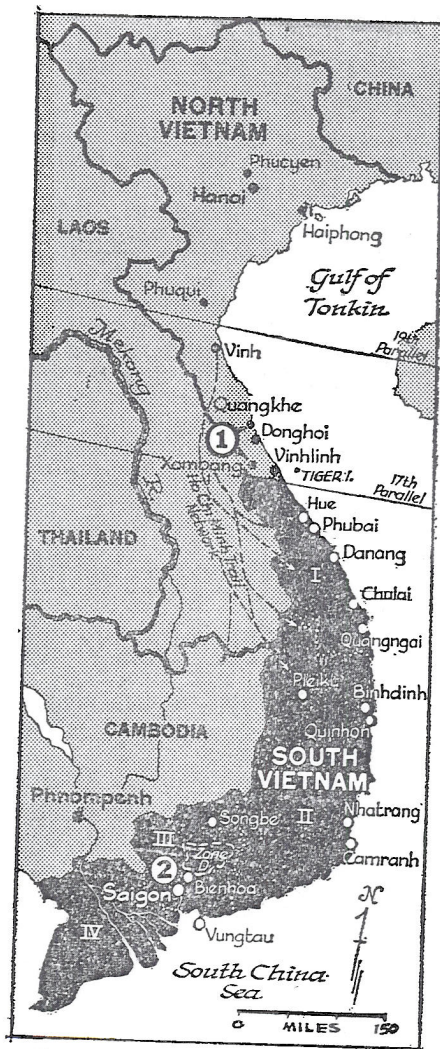 CHINA
NORTH
VIETNAM
Phucyen
Hanoi
LAOS
Haiphong
Gulf of
Tonkin
Phuqui
Mekong
R.
19th
Parallel
Vinh
Quangkhe
1
Donghoi
Xombang
Vinhlinh
TIGER I.
17th
Parallel
Ho Chi Minh Trail
Network
Hue
Phubai
THAILAND
Danang
I
Chulai
Quangngai
Pleiku
Binhdinh
CAMBODIA
Quinhon
SOUTH
VIETNAM
Phnompenh
Songbe
II
Nhatrang
III
Zone
D
2
Camranh
Saigon
Bienhoa
N
IV
Vungtau
South China
Sea
0 MILES 150